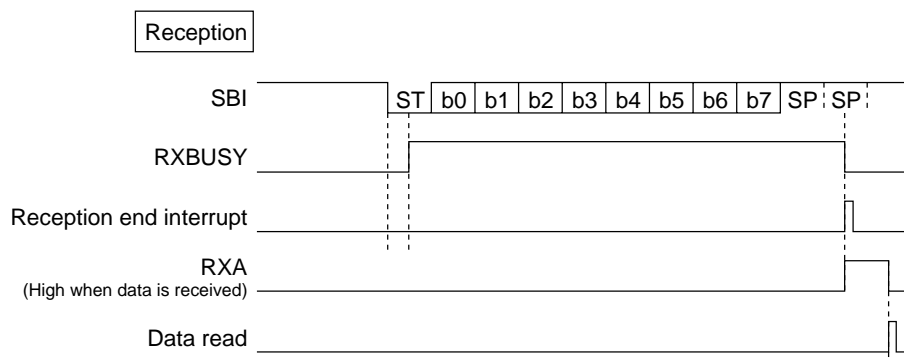 Reception
SBI ST b0 b1 b2 b3 b4 b5 b6 b7 SP SP
RXBUSY
Reception end interrupt
RXA
(High when data is received)
Data read